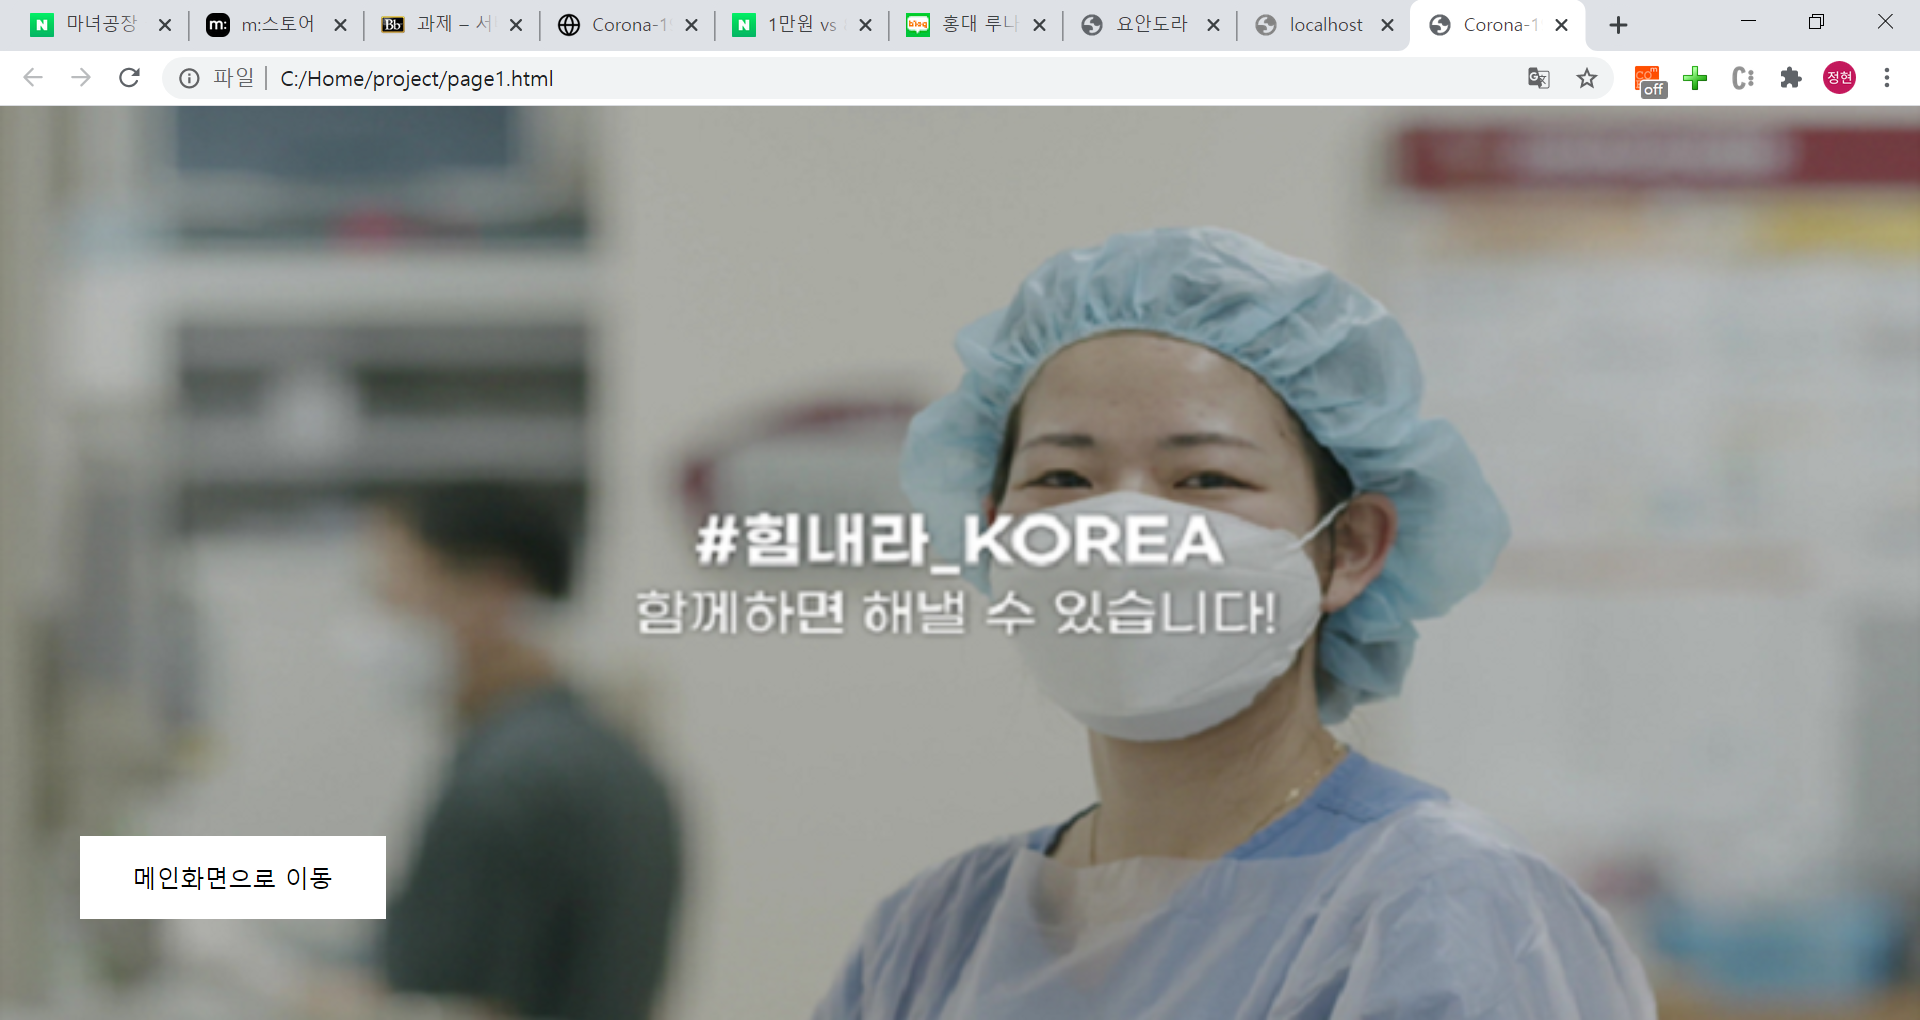 마녀공장
m:스토어
과제 – 서
Corona-1
1만원 vs
홍대 루나
요안도라
localhost
Corona-1
파일
C:/Home/project/page1.html
off
정현
#힘내라_KOREA
함께하면 해낼 수 있습니다!
메인화면으로 이동